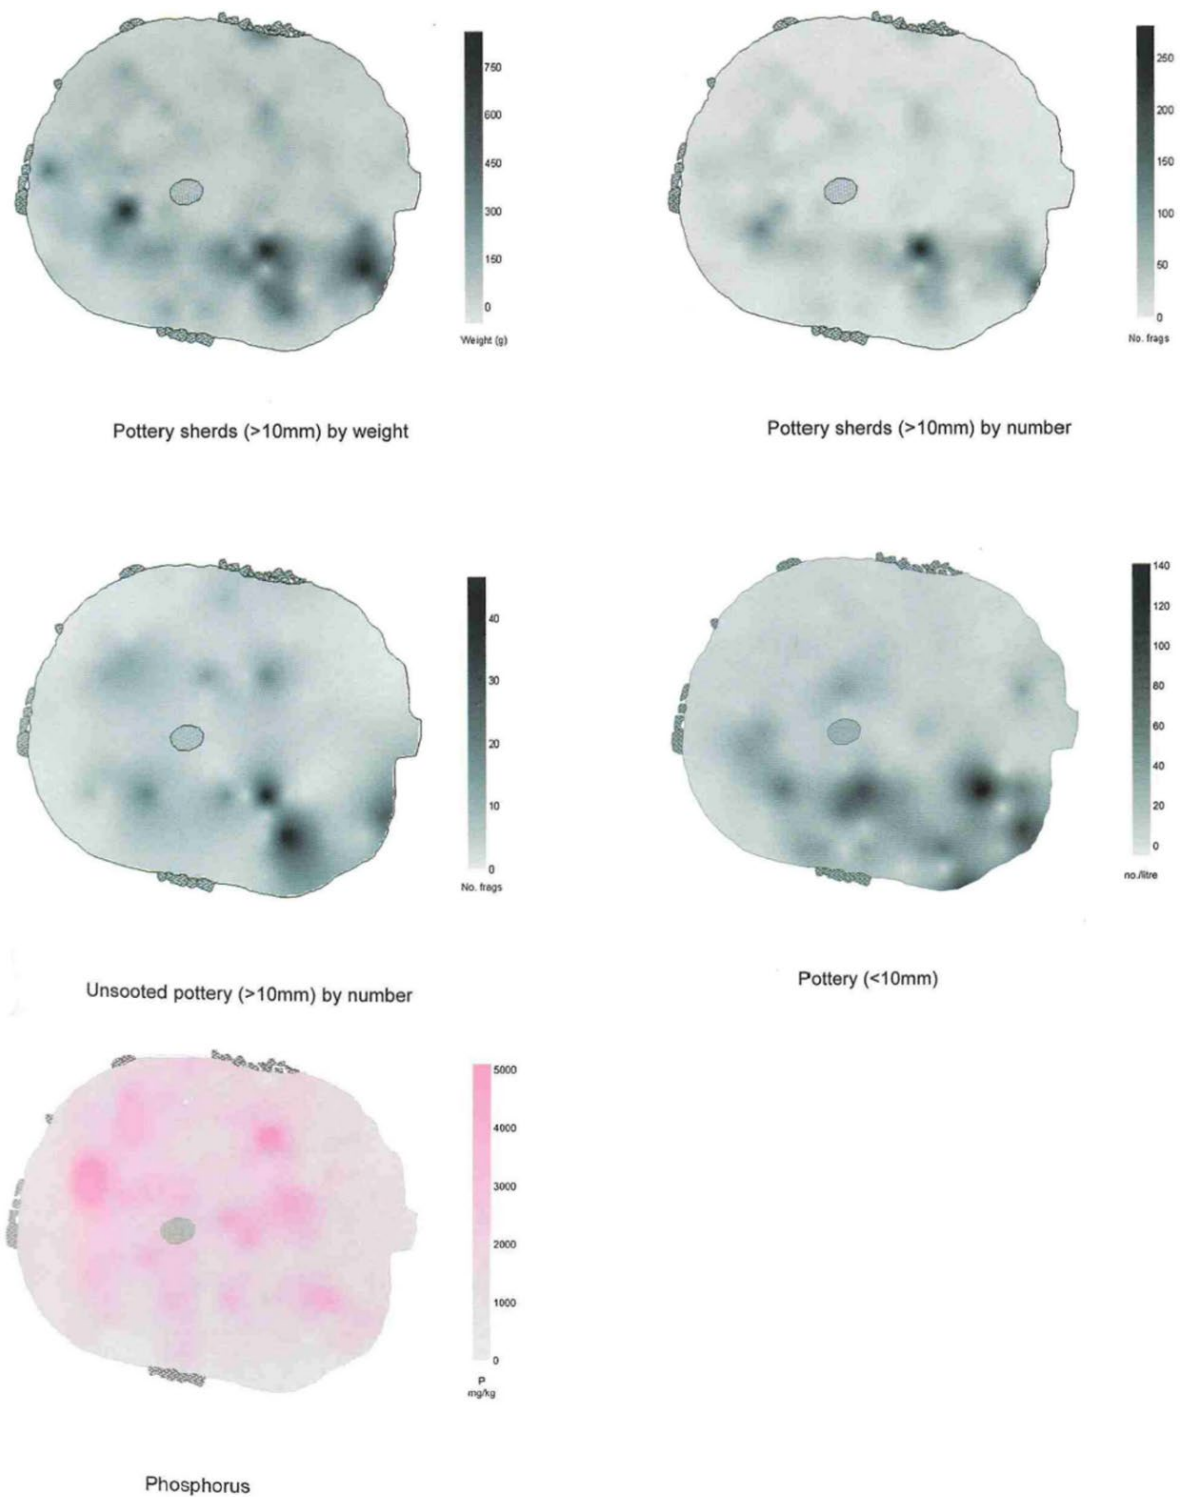 750
600
450
300
150
0
Weight (g)
Pottery sherds (>10mm) by weight
250
200
150
100
50
0
No. frags
Pottery sherds (>10mm) by number
40
30
20
10
0
No. frags
Unsooted pottery (>10mm) by number
140
120
100
80
60
40
20
0
no./litre
Pottery (<10mm)
5000
4000
3000
2000
1000
0
P
mg/kg
Phosphorus